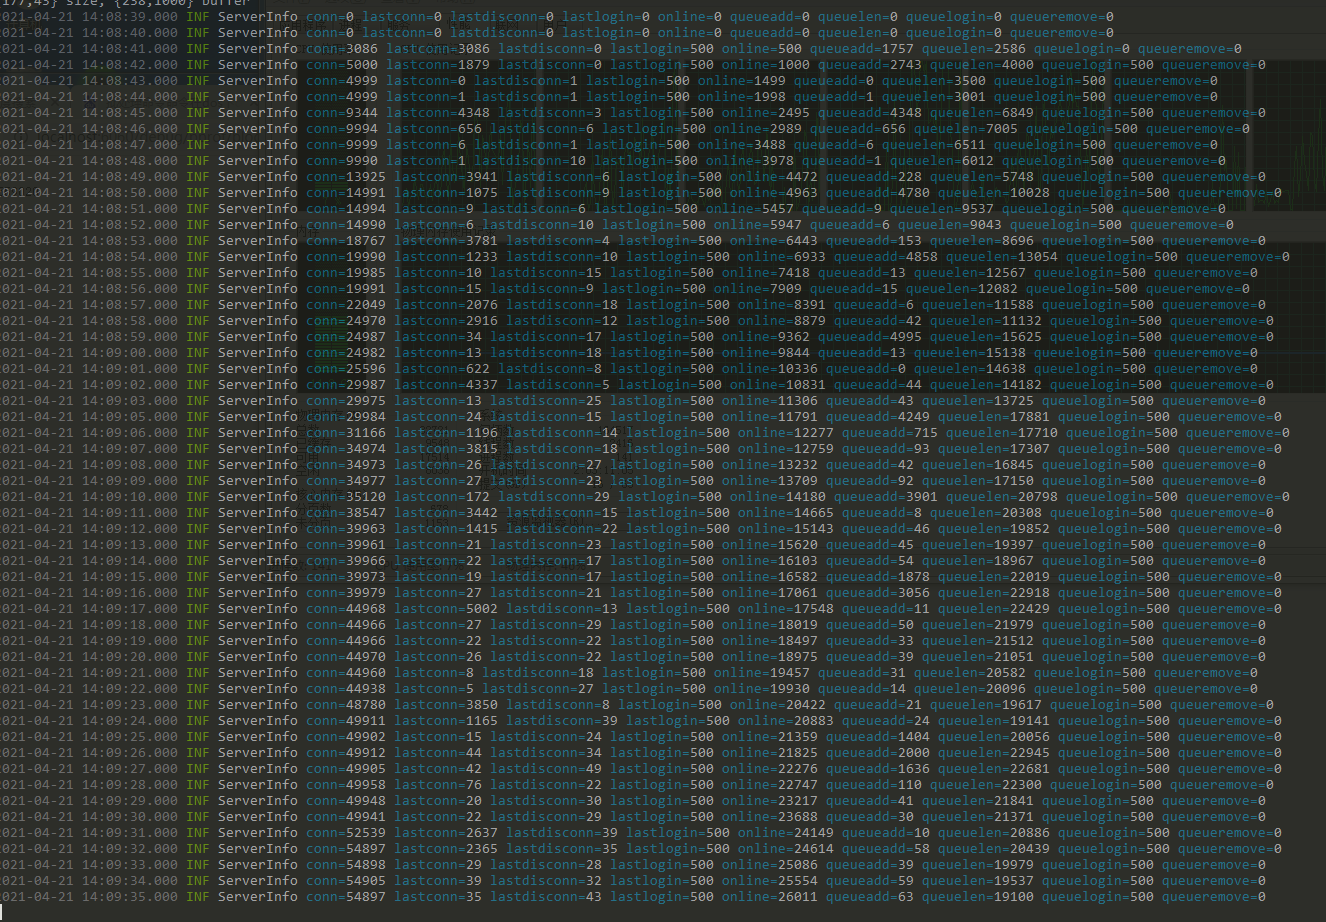 177,43} size, {238,1000} buffer
021-04-21 14:08:39.000 INF ServerInfo conn=0 lastconn=0 lastdisconn=0 lastlogin=0 online=0 queueadd=0 queuelen=0 queuelogin=0 queueremove=0
021-04-21 14:08:40.000 INF ServerInfo conn=0 lastconn=0 lastdisconn=0 lastlogin=0 online=0 queueadd=0 queuelen=0 queuelogin=0 queueremove=0
021-04-21 14:08:41.000 INF ServerInfo conn=3086 lastconn=3086 lastdisconn=0 lastlogin=500 online=500 queueadd=1757 queuelen=2586 queuelogin=0 queueremove=0
021-04-21 14:08:42.000 INF ServerInfo conn=5000 lastconn=1879 lastdisconn=0 lastlogin=500 online=1000 queueadd=2743 queuelen=4000 queuelogin=500 queueremove=0
021-04-21 14:08:43.000 INF ServerInfo conn=4999 lastconn=0 lastdisconn=1 lastlogin=500 online=1499 queueadd=0 queuelen=3500 queuelogin=500 queueremove=0
021-04-21 14:08:44.000 INF ServerInfo conn=4999 lastconn=1 lastdisconn=1 lastlogin=500 online=1998 queueadd=1 queuelen=3001 queuelogin=500 queueremove=0
021-04-21 14:08:45.000 INF ServerInfo conn=9344 lastconn=4348 lastdisconn=3 lastlogin=500 online=2495 queueadd=4348 queuelen=6849 queuelogin=500 queueremove=0
021-04-21 14:08:46.000 INF ServerInfo conn=9994 lastconn=656 lastdisconn=6 lastlogin=500 online=2989 queueadd=656 queuelen=7005 queuelogin=500 queueremove=0
021-04-21 14:08:47.000 INF ServerInfo conn=9999 lastconn=6 lastdisconn=1 lastlogin=500 online=3488 queueadd=6 queuelen=6511 queuelogin=500 queueremove=0
021-04-21 14:08:48.000 INF ServerInfo conn=9990 lastconn=1 lastdisconn=10 lastlogin=500 online=3978 queueadd=1 queuelen=6012 queuelogin=500 queueremove=0
021-04-21 14:08:49.000 INF ServerInfo conn=13925 lastconn=3941 lastdisconn=6 lastlogin=500 online=4472 queueadd=228 queuelen=5748 queuelogin=500 queueremove=0
021-04-21 14:08:50.000 INF ServerInfo conn=14991 lastconn=1075 lastdisconn=9 lastlogin=500 online=4963 queueadd=4780 queuelen=10028 queuelogin=500 queueremove=0
021-04-21 14:08:51.000 INF ServerInfo conn=14994 lastconn=9 lastdisconn=6 lastlogin=500 online=5457 queueadd=9 queuelen=9537 queuelogin=500 queueremove=0
021-04-21 14:08:52.000 INF ServerInfo conn=14990 lastconn=6 lastdisconn=10 lastlogin=500 online=5947 queueadd=6 queuelen=9043 queuelogin=500 queueremove=0
021-04-21 14:08:53.000 INF ServerInfo conn=18767 lastconn=3781 lastdisconn=4 lastlogin=500 online=6443 queueadd=153 queuelen=8696 queuelogin=500 queueremove=0
021-04-21 14:08:54.000 INF ServerInfo conn=19990 lastconn=1233 lastdisconn=10 lastlogin=500 online=6933 queueadd=4858 queuelen=13054 queuelogin=500 queueremove=0
021-04-21 14:08:55.000 INF ServerInfo conn=19985 lastconn=10 lastdisconn=15 lastlogin=500 online=7418 queueadd=13 queuelen=12567 queuelogin=500 queueremove=0
021-04-21 14:08:56.000 INF ServerInfo conn=19991 lastconn=15 lastdisconn=9 lastlogin=500 online=7909 queueadd=15 queuelen=12082 queuelogin=500 queueremove=0
021-04-21 14:08:57.000 INF ServerInfo conn=22049 lastconn=2076 lastdisconn=18 lastlogin=500 online=8391 queueadd=6 queuelen=11588 queuelogin=500 queueremove=0
021-04-21 14:08:58.000 INF ServerInfo conn=24970 lastconn=2916 lastdisconn=12 lastlogin=500 online=8879 queueadd=42 queuelen=11132 queuelogin=500 queueremove=0
021-04-21 14:08:59.000 INF ServerInfo conn=24987 lastconn=34 lastdisconn=17 lastlogin=500 online=9362 queueadd=4995 queuelen=15625 queuelogin=500 queueremove=0
021-04-21 14:09:00.000 INF ServerInfo conn=24982 lastconn=13 lastdisconn=18 lastlogin=500 online=9844 queueadd=13 queuelen=15138 queuelogin=500 queueremove=0
021-04-21 14:09:01.000 INF ServerInfo conn=25596 lastconn=622 lastdisconn=8 lastlogin=500 online=10336 queueadd=0 queuelen=14638 queuelogin=500 queueremove=0
021-04-21 14:09:02.000 INF ServerInfo conn=29987 lastconn=4337 lastdisconn=5 lastlogin=500 online=10831 queueadd=44 queuelen=14182 queuelogin=500 queueremove=0
021-04-21 14:09:03.000 INF ServerInfo conn=29975 lastconn=13 lastdisconn=25 lastlogin=500 online=11306 queueadd=43 queuelen=13725 queuelogin=500 queueremove=0
021-04-21 14:09:05.000 INF ServerInfo conn=29984 lastconn=24 lastdisconn=15 lastlogin=500 online=11791 queueadd=4249 queuelen=17881 queuelogin=500 queueremove=0
021-04-21 14:09:06.000 INF ServerInfo conn=31166 lastconn=1196 lastdisconn=14 lastlogin=500 online=12277 queueadd=715 queuelen=17710 queuelogin=500 queueremove=0
021-04-21 14:09:07.000 INF ServerInfo conn=34974 lastconn=3815 lastdisconn=18 lastlogin=500 online=12759 queueadd=93 queuelen=17307 queuelogin=500 queueremove=0
021-04-21 14:09:08.000 INF ServerInfo conn=34973 lastconn=26 lastdisconn=27 lastlogin=500 online=13232 queueadd=42 queuelen=16845 queuelogin=500 queueremove=0
021-04-21 14:09:09.000 INF ServerInfo conn=34977 lastconn=27 lastdisconn=23 lastlogin=500 online=13709 queueadd=92 queuelen=17150 queuelogin=500 queueremove=0
021-04-21 14:09:10.000 INF ServerInfo conn=35120 lastconn=172 lastdisconn=29 lastlogin=500 online=14180 queueadd=3901 queuelen=20798 queuelogin=500 queueremove=0
021-04-21 14:09:11.000 INF ServerInfo conn=38547 lastconn=3442 lastdisconn=15 lastlogin=500 online=14665 queueadd=8 queuelen=20308 queuelogin=500 queueremove=0
021-04-21 14:09:12.000 INF ServerInfo conn=39963 lastconn=1415 lastdisconn=22 lastlogin=500 online=15143 queueadd=46 queuelen=19852 queuelogin=500 queueremove=0
021-04-21 14:09:13.000 INF ServerInfo conn=39961 lastconn=21 lastdisconn=23 lastlogin=500 online=15620 queueadd=45 queuelen=19397 queuelogin=500 queueremove=0
021-04-21 14:09:14.000 INF ServerInfo conn=39966 lastconn=22 lastdisconn=17 lastlogin=500 online=16103 queueadd=54 queuelen=18967 queuelogin=500 queueremove=0
021-04-21 14:09:15.000 INF ServerInfo conn=39973 lastconn=19 lastdisconn=17 lastlogin=500 online=16582 queueadd=1878 queuelen=22019 queuelogin=500 queueremove=0
021-04-21 14:09:16.000 INF ServerInfo conn=39979 lastconn=27 lastdisconn=21 lastlogin=500 online=17061 queueadd=3056 queuelen=22918 queuelogin=500 queueremove=0
021-04-21 14:09:17.000 INF ServerInfo conn=44968 lastconn=5002 lastdisconn=13 lastlogin=500 online=17548 queueadd=11 queuelen=22429 queuelogin=500 queueremove=0
021-04-21 14:09:18.000 INF ServerInfo conn=44966 lastconn=27 lastdisconn=29 lastlogin=500 online=18019 queueadd=50 queuelen=21979 queuelogin=500 queueremove=0
021-04-21 14:09:19.000 INF ServerInfo conn=44966 lastconn=22 lastdisconn=22 lastlogin=500 online=18497 queueadd=33 queuelen=21512 queuelogin=500 queueremove=0
021-04-21 14:09:20.000 INF ServerInfo conn=44970 lastconn=26 lastdisconn=22 lastlogin=500 online=18975 queueadd=39 queuelen=21051 queuelogin=500 queueremove=0
021-04-21 14:09:21.000 INF ServerInfo conn=44960 lastconn=8 lastdisconn=18 lastlogin=500 online=19457 queueadd=31 queuelen=20582 queuelogin=500 queueremove=0
021-04-21 14:09:22.000 INF ServerInfo conn=44938 lastconn=5 lastdisconn=27 lastlogin=500 online=19930 queueadd=14 queuelen=20096 queuelogin=500 queueremove=0
021-04-21 14:09:23.000 INF ServerInfo conn=48780 lastconn=3850 lastdisconn=8 lastlogin=500 online=20422 queueadd=21 queuelen=19617 queuelogin=500 queueremove=0
021-04-21 14:09:24.000 INF ServerInfo conn=49911 lastconn=1165 lastdisconn=39 lastlogin=500 online=20883 queueadd=24 queuelen=19141 queuelogin=500 queueremove=0
021-04-21 14:09:25.000 INF ServerInfo conn=49902 lastconn=15 lastdisconn=24 lastlogin=500 online=21359 queueadd=1404 queuelen=20056 queuelogin=500 queueremove=0
021-04-21 14:09:26.000 INF ServerInfo conn=49912 lastconn=44 lastdisconn=34 lastlogin=500 online=21825 queueadd=2000 queuelen=22945 queuelogin=500 queueremove=0
021-04-21 14:09:27.000 INF ServerInfo conn=49905 lastconn=42 lastdisconn=49 lastlogin=500 online=22276 queueadd=1636 queuelen=22681 queuelogin=500 queueremove=0
021-04-21 14:09:28.000 INF ServerInfo conn=49958 lastconn=76 lastdisconn=22 lastlogin=500 online=22747 queueadd=110 queuelen=22300 queuelogin=500 queueremove=0
021-04-21 14:09:29.000 INF ServerInfo conn=49948 lastconn=20 lastdisconn=30 lastlogin=500 online=23217 queueadd=41 queuelen=21841 queuelogin=500 queueremove=0
021-04-21 14:09:30.000 INF ServerInfo conn=49941 lastconn=22 lastdisconn=29 lastlogin=500 online=23688 queueadd=30 queuelen=21371 queuelogin=500 queueremove=0
021-04-21 14:09:31.000 INF ServerInfo conn=52539 lastconn=2637 lastdisconn=39 lastlogin=500 online=24149 queueadd=10 queuelen=20886 queuelogin=500 queueremove=0
021-04-21 14:09:32.000 INF ServerInfo conn=54897 lastconn=2365 lastdisconn=35 lastlogin=500 online=24614 queueadd=58 queuelen=20439 queuelogin=500 queueremove=0
021-04-21 14:09:33.000 INF ServerInfo conn=54898 lastconn=29 lastdisconn=28 lastlogin=500 online=25086 queueadd=39 queuelen=19979 queuelogin=500 queueremove=0
021-04-21 14:09:34.000 INF ServerInfo conn=54905 lastconn=39 lastdisconn=32 lastlogin=500 online=25554 queueadd=59 queuelen=19537 queuelogin=500 queueremove=0
021-04-21 14:09:35.000 INF ServerInfo conn=54897 lastconn=35 lastdisconn=43 lastlogin=500 online=26011 queueadd=63 queuelen=19100 queuelogin=500 queueremove=0